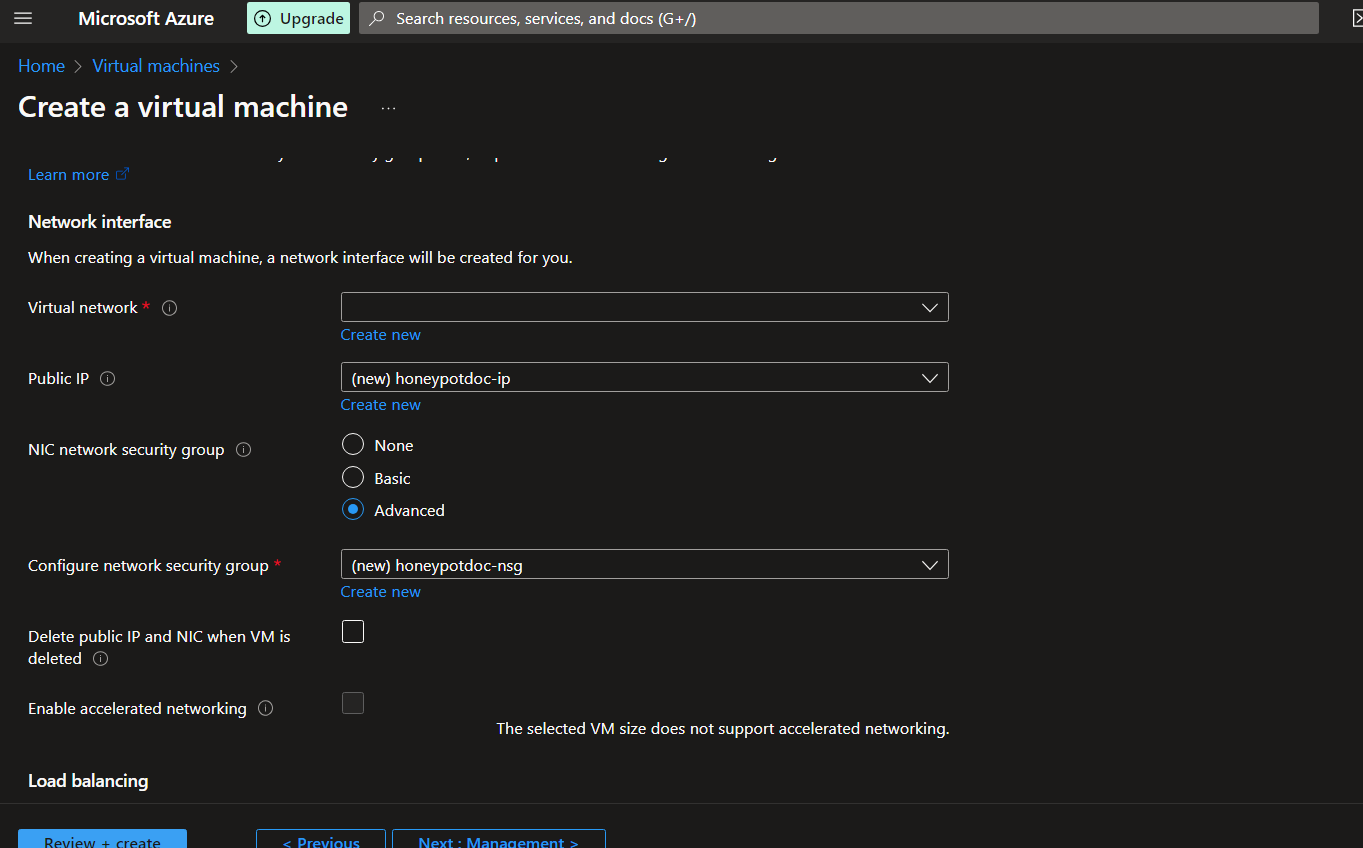 Microsoft Azure
Upgrade
Search resources, services, and docs (G+/)
Home
Virtual machines
Create a virtual machine
Learn more
Network interface
When creating a virtual machine, a network interface will be created for you.
Virtual network *
Create new
Public IP
(new) honeypotdoc-ip
Create new
NIC network security group
None
Basic
Advanced
Configure network security group *
(new) honeypotdoc-nsg
Create new
Delete public IP and NIC when VM is
deleted
Enable accelerated networking
The selected VM size does not support accelerated networking.
Load balancing
Review + create
< Previous
Next : Management >